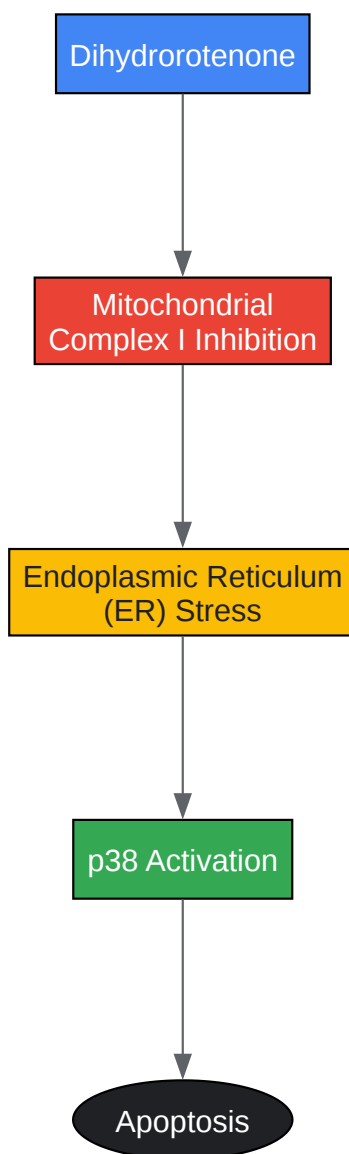 Dihydrorotenone
Mitochondrial
Complex I Inhibition
Endoplasmic Reticulum
(ER) Stress
p38 Activation
Apoptosis